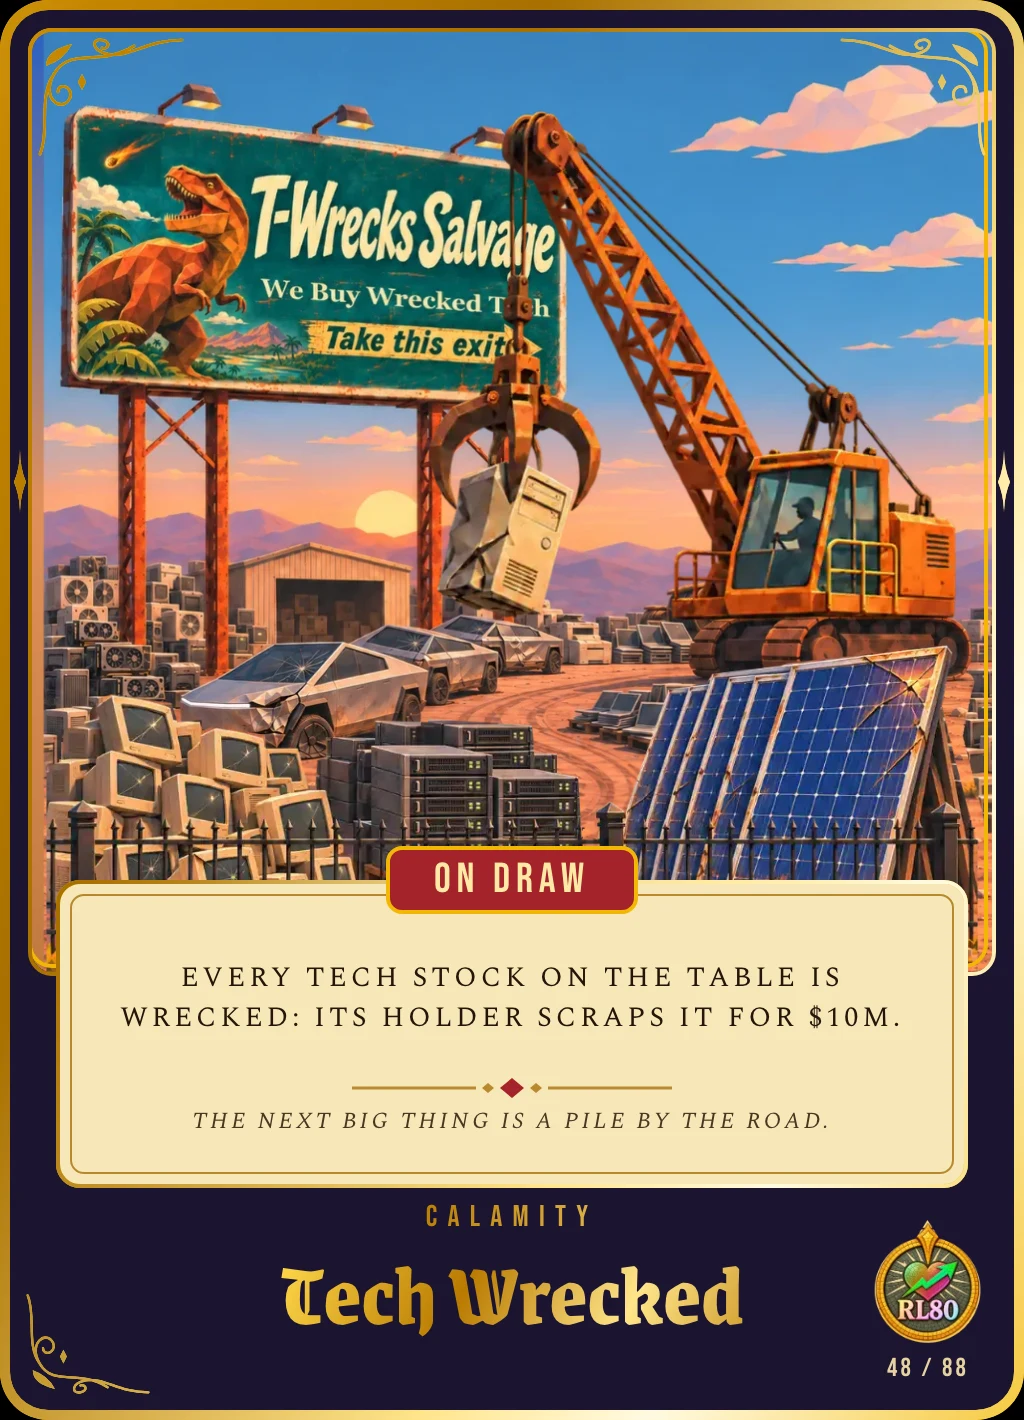 T-Wrecks Salvage
We Buy Wrecked Tech
Take this exit
ON DRAW
EVERY TECH STOCK ON THE TABLE IS
WRECKED: ITS HOLDER SCRAPS IT FOR $10M.
THE NEXT BIG THING IS A PILE BY THE ROAD.
CALAMITY
Tech Wrecked
RL80
48 / 88